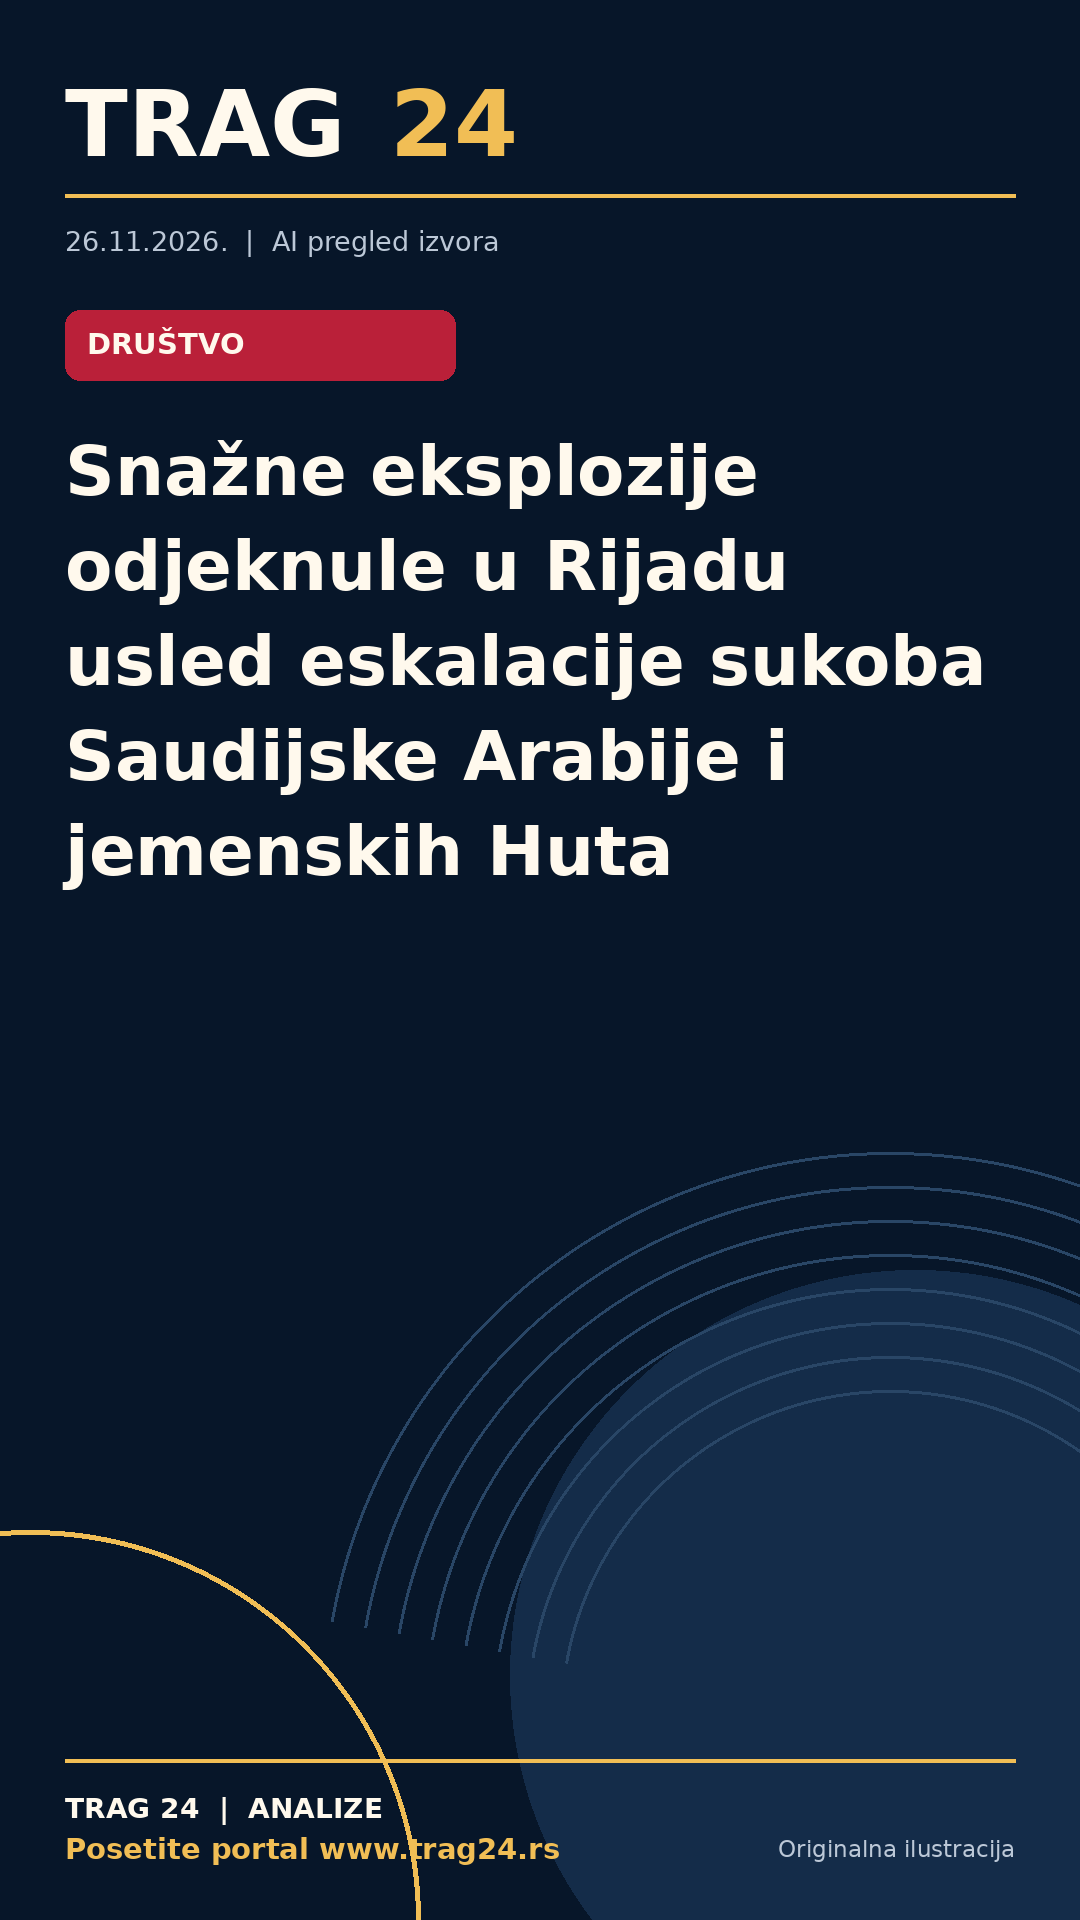 TRAG 24
26.11.2026. | AI pregled izvora
DRUŠTVO
Snažne eksplozije
odjeknule u Rijadu
usled eskalacije sukoba
Saudijske Arabije i
jemenskih Huta
TRAG 24 | ANALIZE
Posetite portal www.trag24.rs
Originalna ilustracija